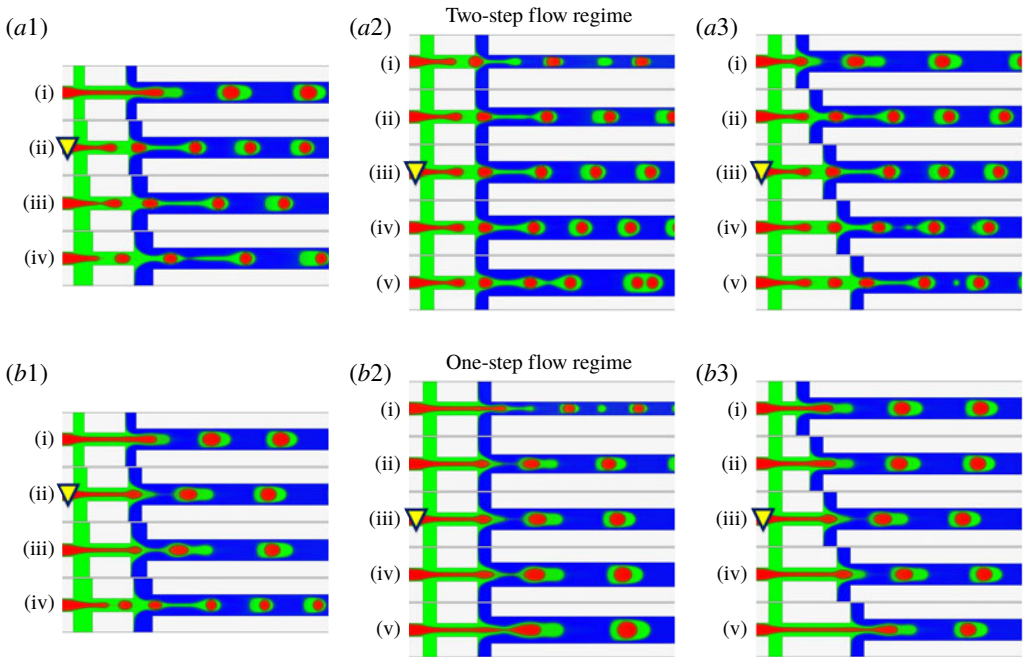 Two-step flow regime
(a1)
(a2)
(a3)
(i)
(ii)
(iii)
(iv)
(i)
(ii)
(iii)
(iv)
(v)
(i)
(ii)
(iii)
(iv)
(v)
One-step flow regime
(b1)
(b2)
(b3)
(i)
(ii)
(iii)
(iv)
(i)
(ii)
(iii)
(iv)
(v)
(i)
(ii)
(iii)
(iv)
(v)